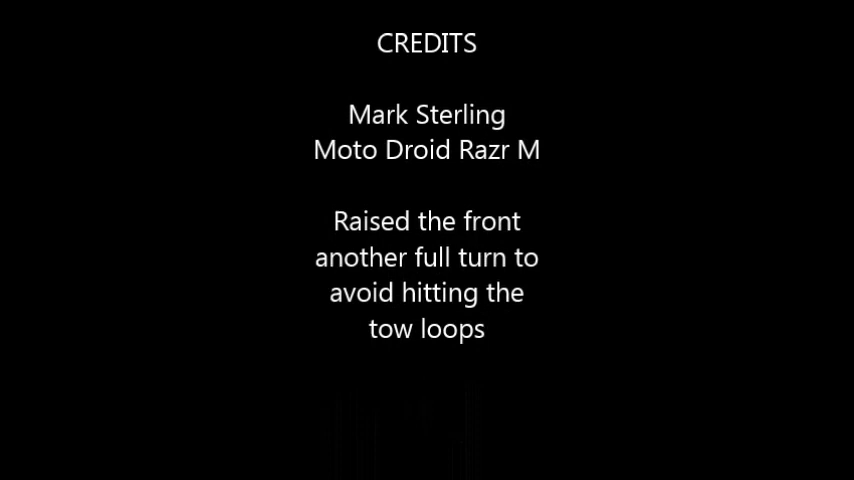 CREDITS
Mark Sterling
Moto Droid Razr M
Raised the front
another full turn to
avoid hitting the
tow loops